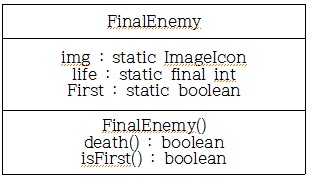 FinalEnemy
img : static ImageIcon
life : static final int
First : static boolean
FinalEnemy()
death() : boolean
isFirst() : boolean